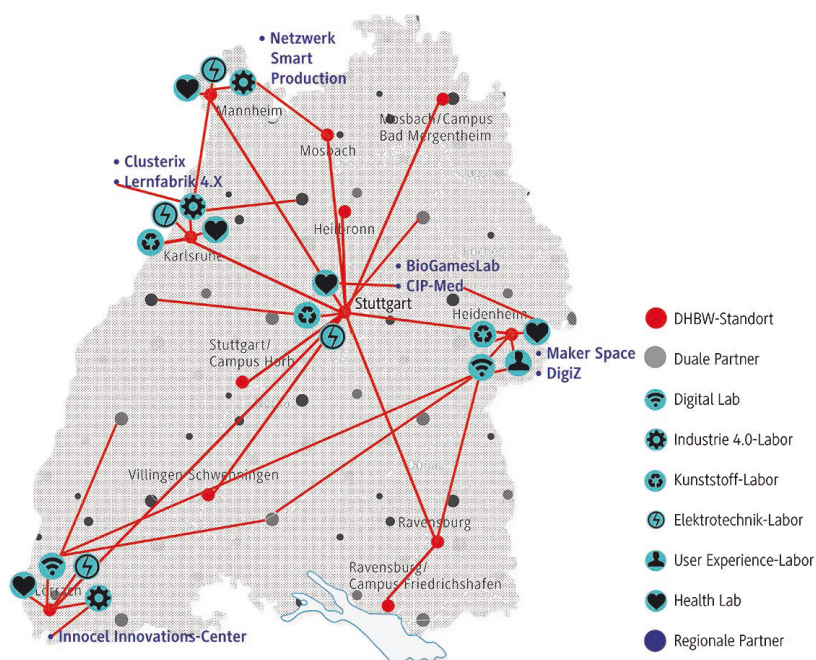 • Netzwerk
Smart
Production
Mannheim
Mosbach/Campus
Bad Mergentheim
Mosbach
• Clusterix
• Lernfabrik 4.X
Heilbronn
Karlsruhe
• BioGamesLab
• CIP-Med
Stuttgart
Heidenheim
Stuttgart/
Campus Horb
• Maker Space
• DigiZ
Villingen-Schwenningen
Ravensburg
Ravensburg/
Campus Friedrichshafen
Lörrach
• Innocel Innovations-Center
DHBW-Standort
Duale Partner
Digital Lab
Industrie 4.0-Labor
Kunststoff-Labor
Elektrotechnik-Labor
User Experience-Labor
Health Lab
Regionale Partner